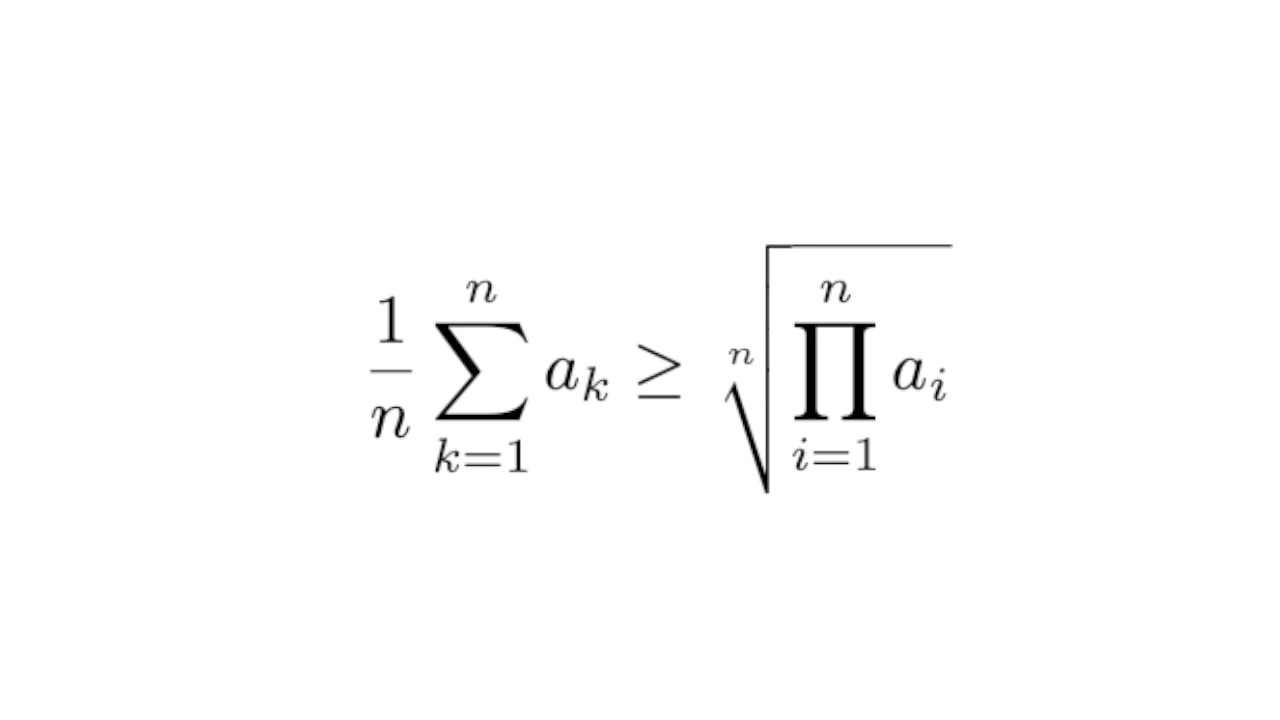 \frac{1}{n} \sum_{k=1}^{n} a_k \geq \sqrt[n]{\prod_{i=1}^{n} a_i}